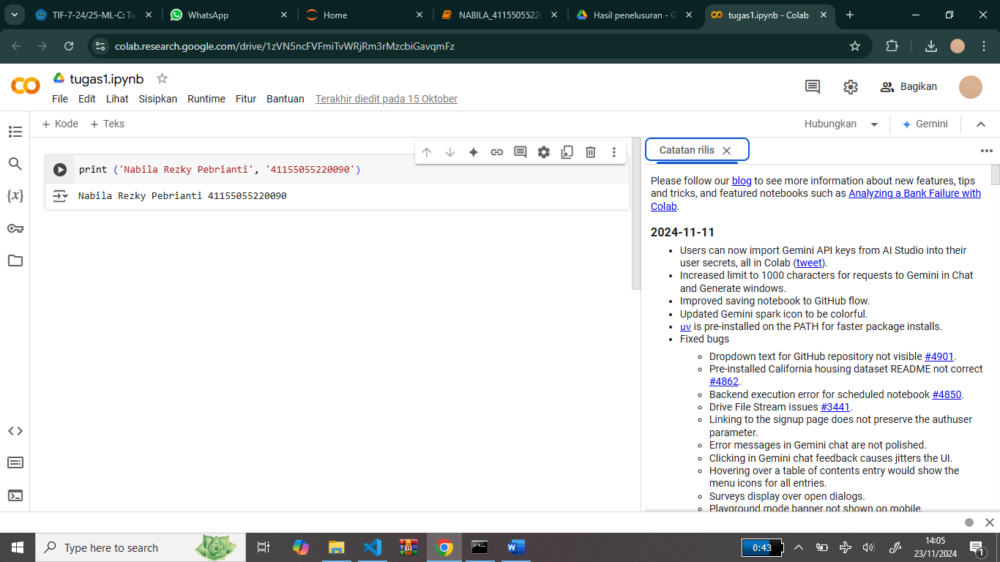 TIF-7-24/25-ML-C: Tu
WhatsApp
Home
NABILA_4115505522
Hasil penelusuran - G
tugas1.ipynb - Colab
colab.research.google.com/drive/1zVN5ncFVFmiTvWRjRm3rMzcbiGavqmFz
tugas1.ipynb
File Edit Lihat Sisipkan Runtime Fitur Bantuan Terakhir diedit pada 15 Oktober
Bagikan
+ Kode + Teks
Hubungkan
Gemini
print ('Nabila Rezky Pebrianti', '41155055220090')
Nabila Rezky Pebrianti 41155055220090
{x}
Catatan rilis
Please follow our blog to see more information about new features, tips
and tricks, and featured notebooks such as Analyzing a Bank Failure with
Colab.
2024-11-11
• Users can now import Gemini API keys from AI Studio into their
user secrets, all in Colab (tweet).
• Increased limit to 1000 characters for requests to Gemini in Chat
and Generate windows.
• Improved saving notebook to GitHub flow.
• Updated Gemini spark icon to be colorful.
• uv is pre-installed on the PATH for faster package installs.
• Fixed bugs
◦ Dropdown text for GitHub repository not visible #4901.
◦ Pre-installed California housing dataset README not correct
#4862.
◦ Backend execution error for scheduled notebook #4850.
◦ Drive File Stream issues #3441.
◦ Linking to the signup page does not preserve the authuser
parameter.
◦ Error messages in Gemini chat are not polished.
◦ Clicking in Gemini chat feedback causes jitters the UI.
◦ Hovering over a table of contents entry would show the
menu icons for all entries.
◦ Surveys display over open dialogs.
◦ Playground mode banner not shown on mobile.
Type here to search
0:43
14:05
23/11/2024
1